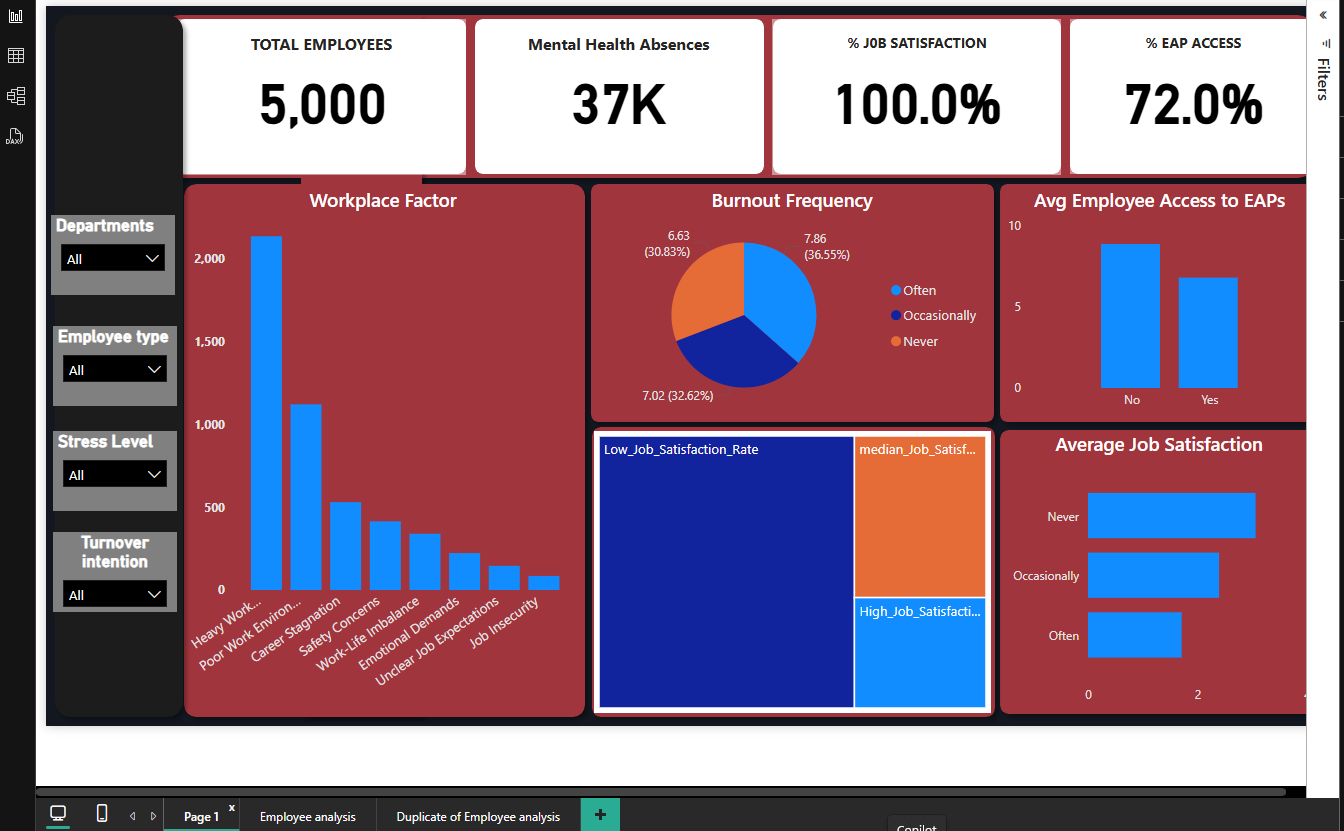 TOTAL EMPLOYEES
5,000
Mental Health Absences
37K
% J0B SATISFACTION
100.0%
% EAP ACCESS
72.0%
Filters
DAX
Departments
All
Employee type
All
Stress Level
All
Turnover
intention
All
Workplace Factor
2,000
1,500
1,000
500
0
Heavy Work...
Poor Work Environ...
Career Stagnation
Safety Concerns
Work-Life Imbalance
Emotional Demands
Unclear Job Expectations
Job Insecurity
Burnout Frequency
6.63
(30.83%)
7.86
(36.55%)
7.02 (32.62%)
Often
Occasionally
Never
Avg Employee Access to EAPs
10
5
0
No
Yes
Low_Job_Satisfaction_Rate
median_Job_Satisf...
High_Job_Satisfacti...
Average Job Satisfaction
Never
Occasionally
Often
0
2
Page 1
x
Employee analysis
Duplicate of Employee analysis
+
Copilot